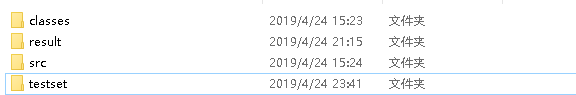 classes 2019/4/24 15:23 文件夹
result 2019/4/24 21:15 文件夹
src 2019/4/24 15:24 文件夹
testset 2019/4/24 23:41 文件夹